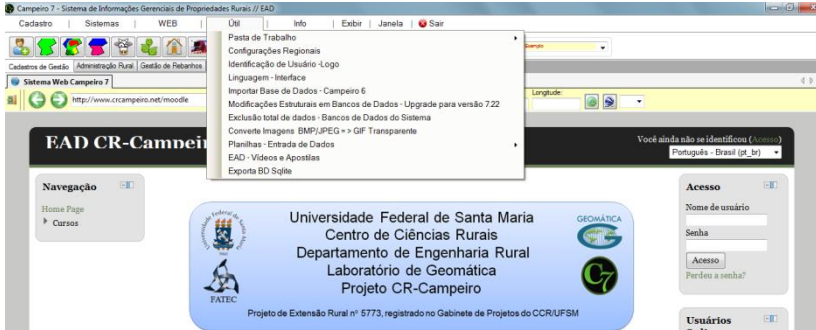 Campeiro 7 - Sistema de Informações Gerenciais de Propriedades Rurais // EAD
Cadastro | Sistemas | WEB | Útil | Info | Exibir | Janela | Sair
Pasta de Trabalho
Configurações Regionais
Identificação de Usuário -Logo
Linguagem - Interface
Importar Base de Dados - Campeiro 6
Modificações Estruturais em Bancos de Dados - Upgrade para versão 7.22
Exclusão total de dados - Bancos de Dados do Sistema
Converte Imagens BMP/JPEG = > GIF Transparente
Planilhas - Entrada de Dados
EAD - Vídeos e Apostilas
Exporta BD Sqlite
Exemplo
Cadastros de Gestão Administração Rural Gestão de Rebanhos
Sistema Web Campeiro 7
http://www.crcampeiro.net/moodle
Longitude:
EAD CR-Campei
Você ainda não se identificou (Acesso)
Português - Brasil (pt_br)
Navegação
Home Page
Cursos
Universidade Federal de Santa Maria
Centro de Ciências Rurais
Departamento de Engenharia Rural
Laboratório de Geomática
Projeto CR-Campeiro
Projeto de Extensão Rural nº 5773, registrado no Gabinete de Projetos do CCR/UFSM
FATEC
GEOMÁTICA
C7
Acesso
Nome de usuário
Senha
Acesso
Perdeu a senha?
Usuários